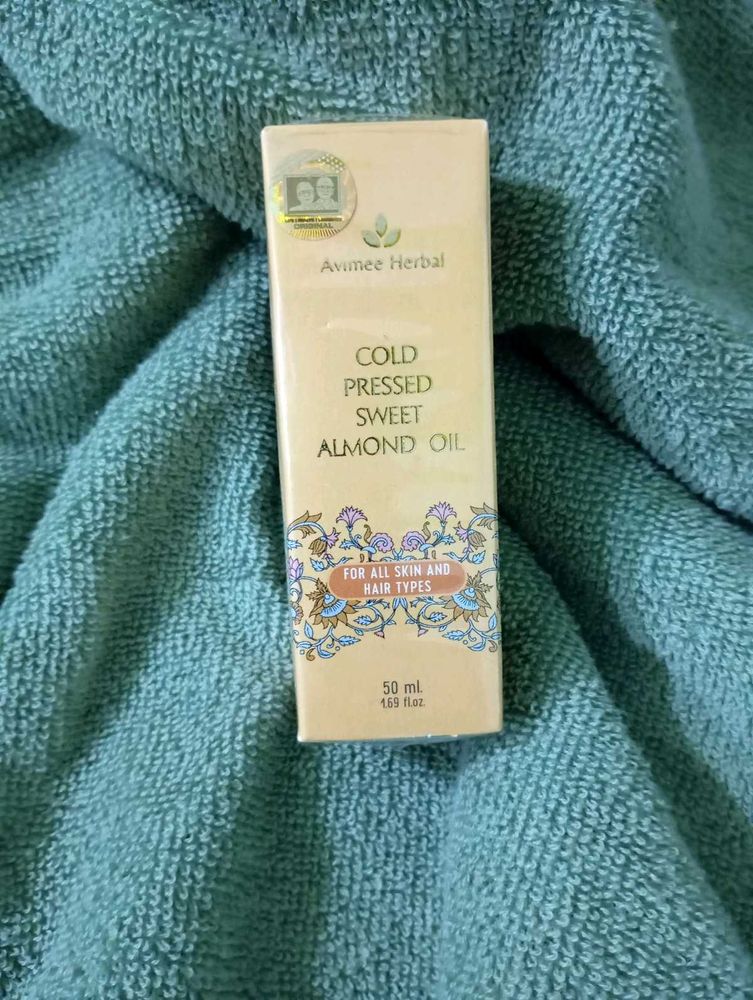 ORIGINAL
Avimee Herbal
COLD
PRESSED
SWEET
ALMOND OIL
FOR ALL SKIN AND
HAIR TYPES
50 ml.
1.69 fl.oz.